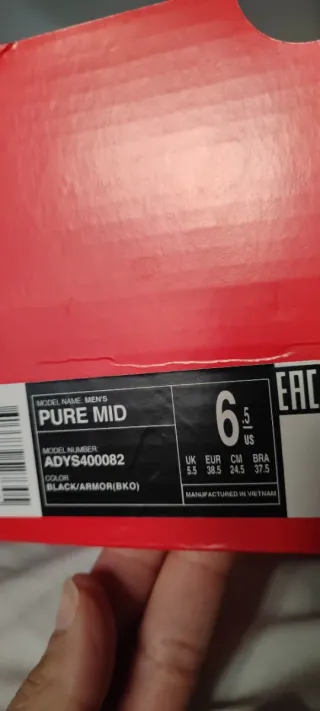 MODEL NAME: MEN'S
PURE MID
MODEL NUMBER:
ADYS400082
COLOR
BLACK/ARMOR(BKO)
6.5
US
UK EUR CM BRA
5.5 38.5 24.5 37.5
MANUFACTURED IN VIETNAM
EAC